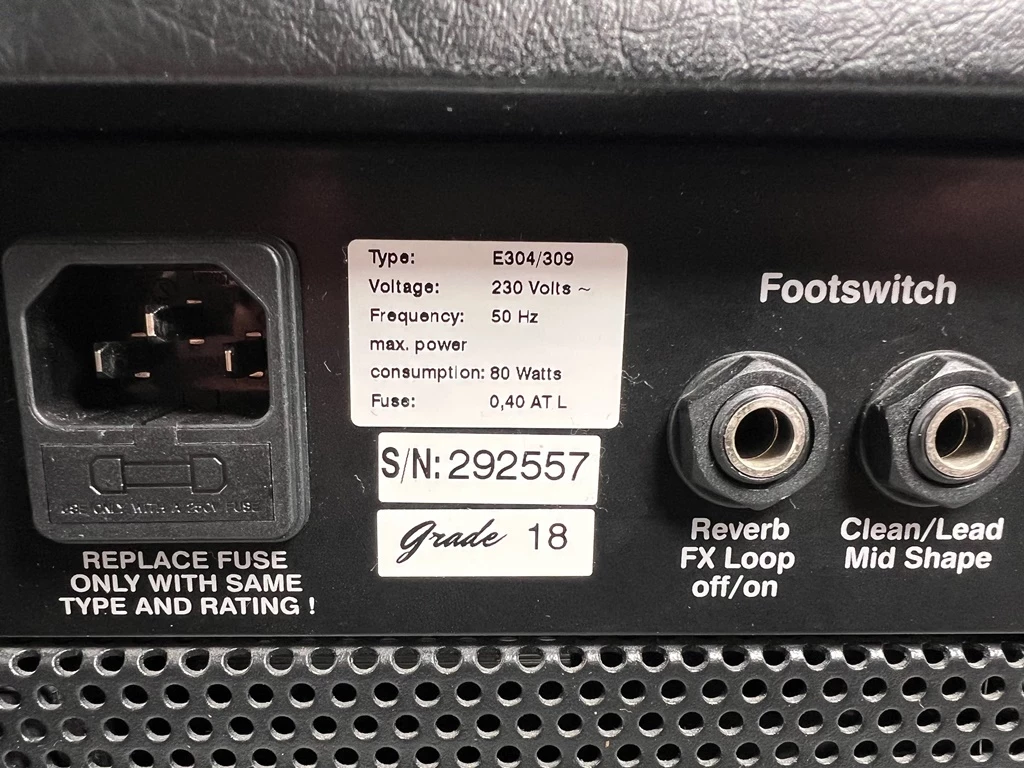 Type: E304/309
Voltage: 230 Volts ~
Frequency: 50 Hz
max. power
consumption: 80 Watts
Fuse: 0,40 AT L
S/N: 292557
Grade 18
USE ONLY WITH A 250V FUSE
REPLACE FUSE
ONLY WITH SAME
TYPE AND RATING !
Footswitch
Reverb
FX Loop
off/on
Clean/Lead
Mid Shape